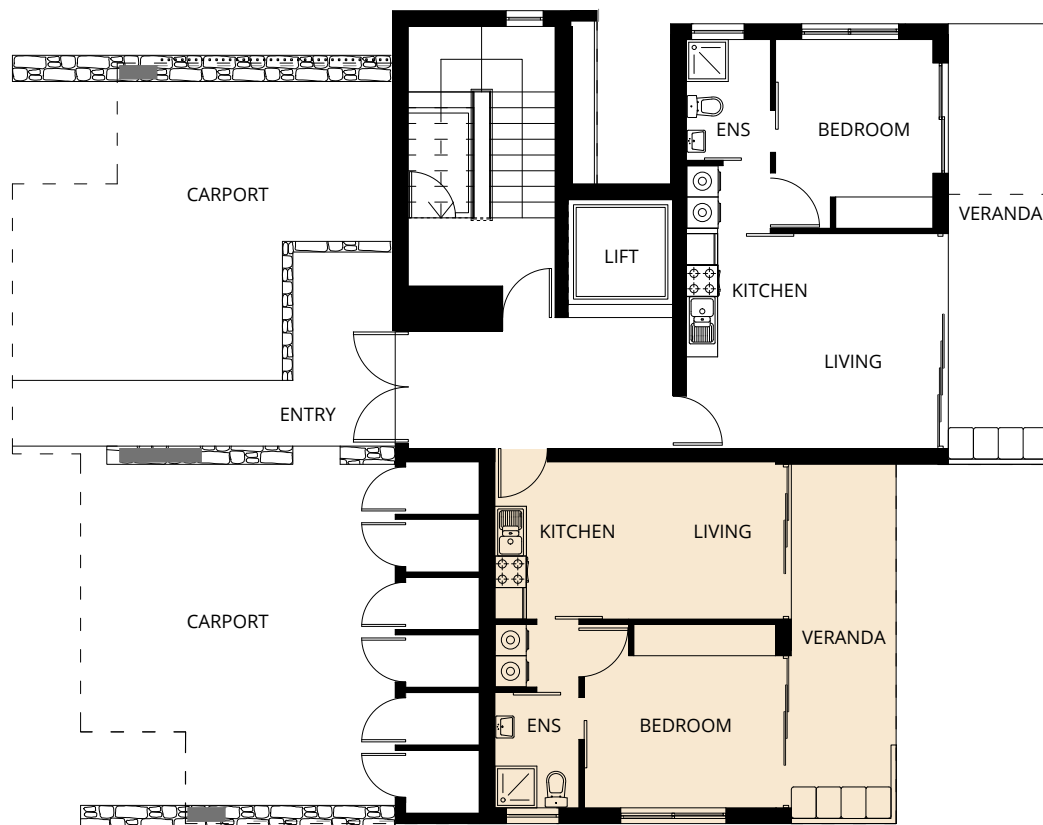 ENS
BEDROOM
CARPORT
VERANDA
LIFT
KITCHEN
LIVING
ENTRY
KITCHEN
LIVING
CARPORT
VERANDA
ENS
BEDROOM